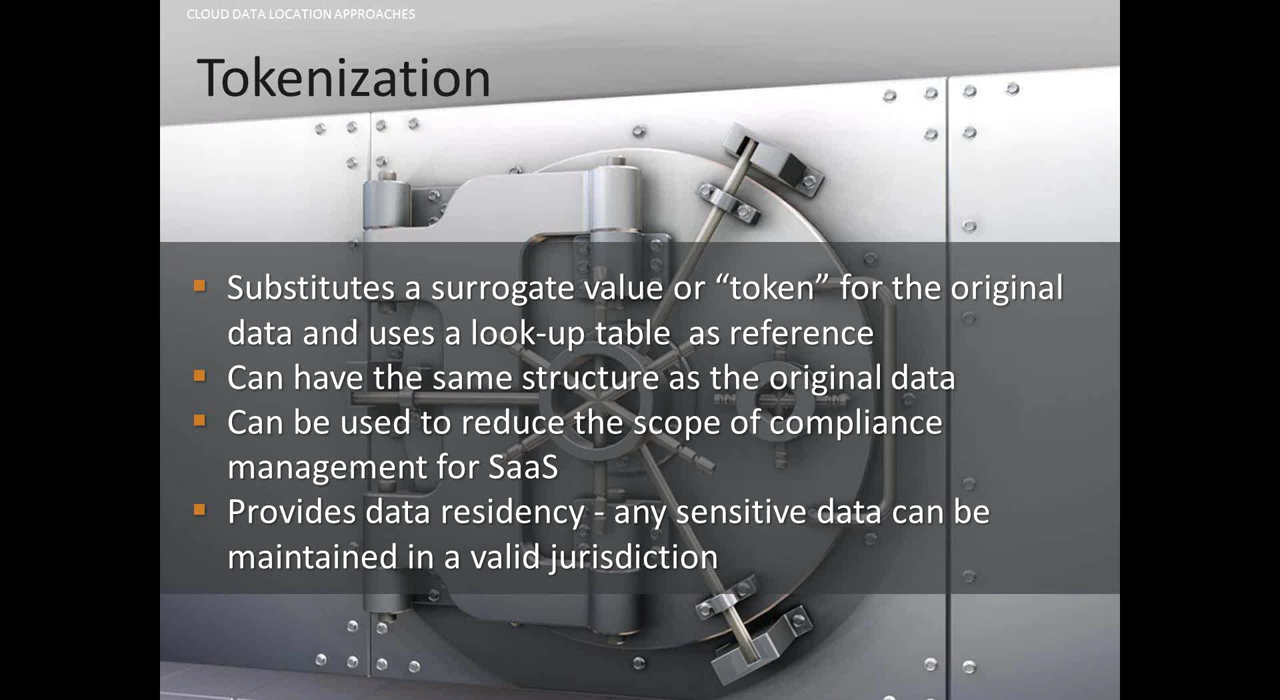 CLOUD DATA LOCATION APPROACHES
Tokenization
Substitutes a surrogate value or “token” for the original
data and uses a look-up table  as reference
Can have the same structure as the original data
Can be used to reduce the scope of compliance
management for SaaS
Provides data residency - any sensitive data can be
maintained in a valid jurisdiction